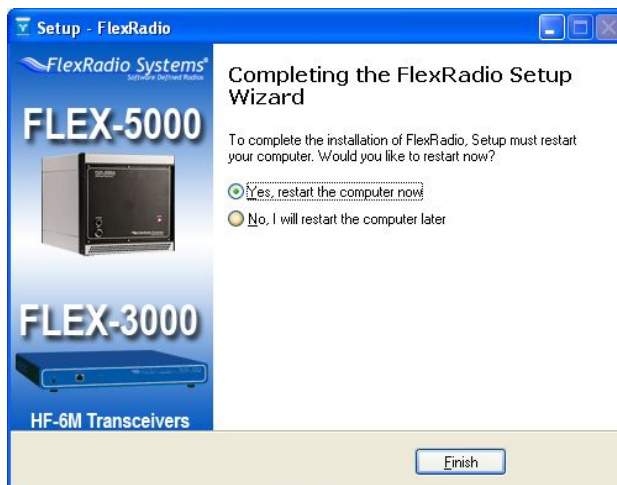 Setup - FlexRadio
FlexRadio Systems®
Software Defined Radios
FLEX-5000
FLEX-3000
HF-6M Transceivers
Completing the FlexRadio Setup
Wizard
To complete the installation of FlexRadio, Setup must restart
your computer. Would you like to restart now?
Yes, restart the computer now
No, I will restart the computer later
Finish